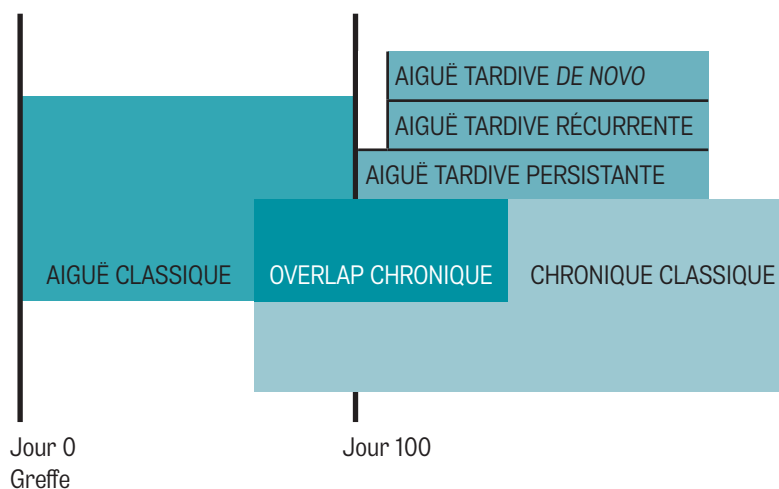 AIGUË TARDIVE DE NOVO
AIGUË TARDIVE RÉCURRENTE
AIGUË TARDIVE PERSISTANTE
AIGUË CLASSIQUE
OVERLAP CHRONIQUE
CHRONIQUE CLASSIQUE
Jour 0
Greffe
Jour 100